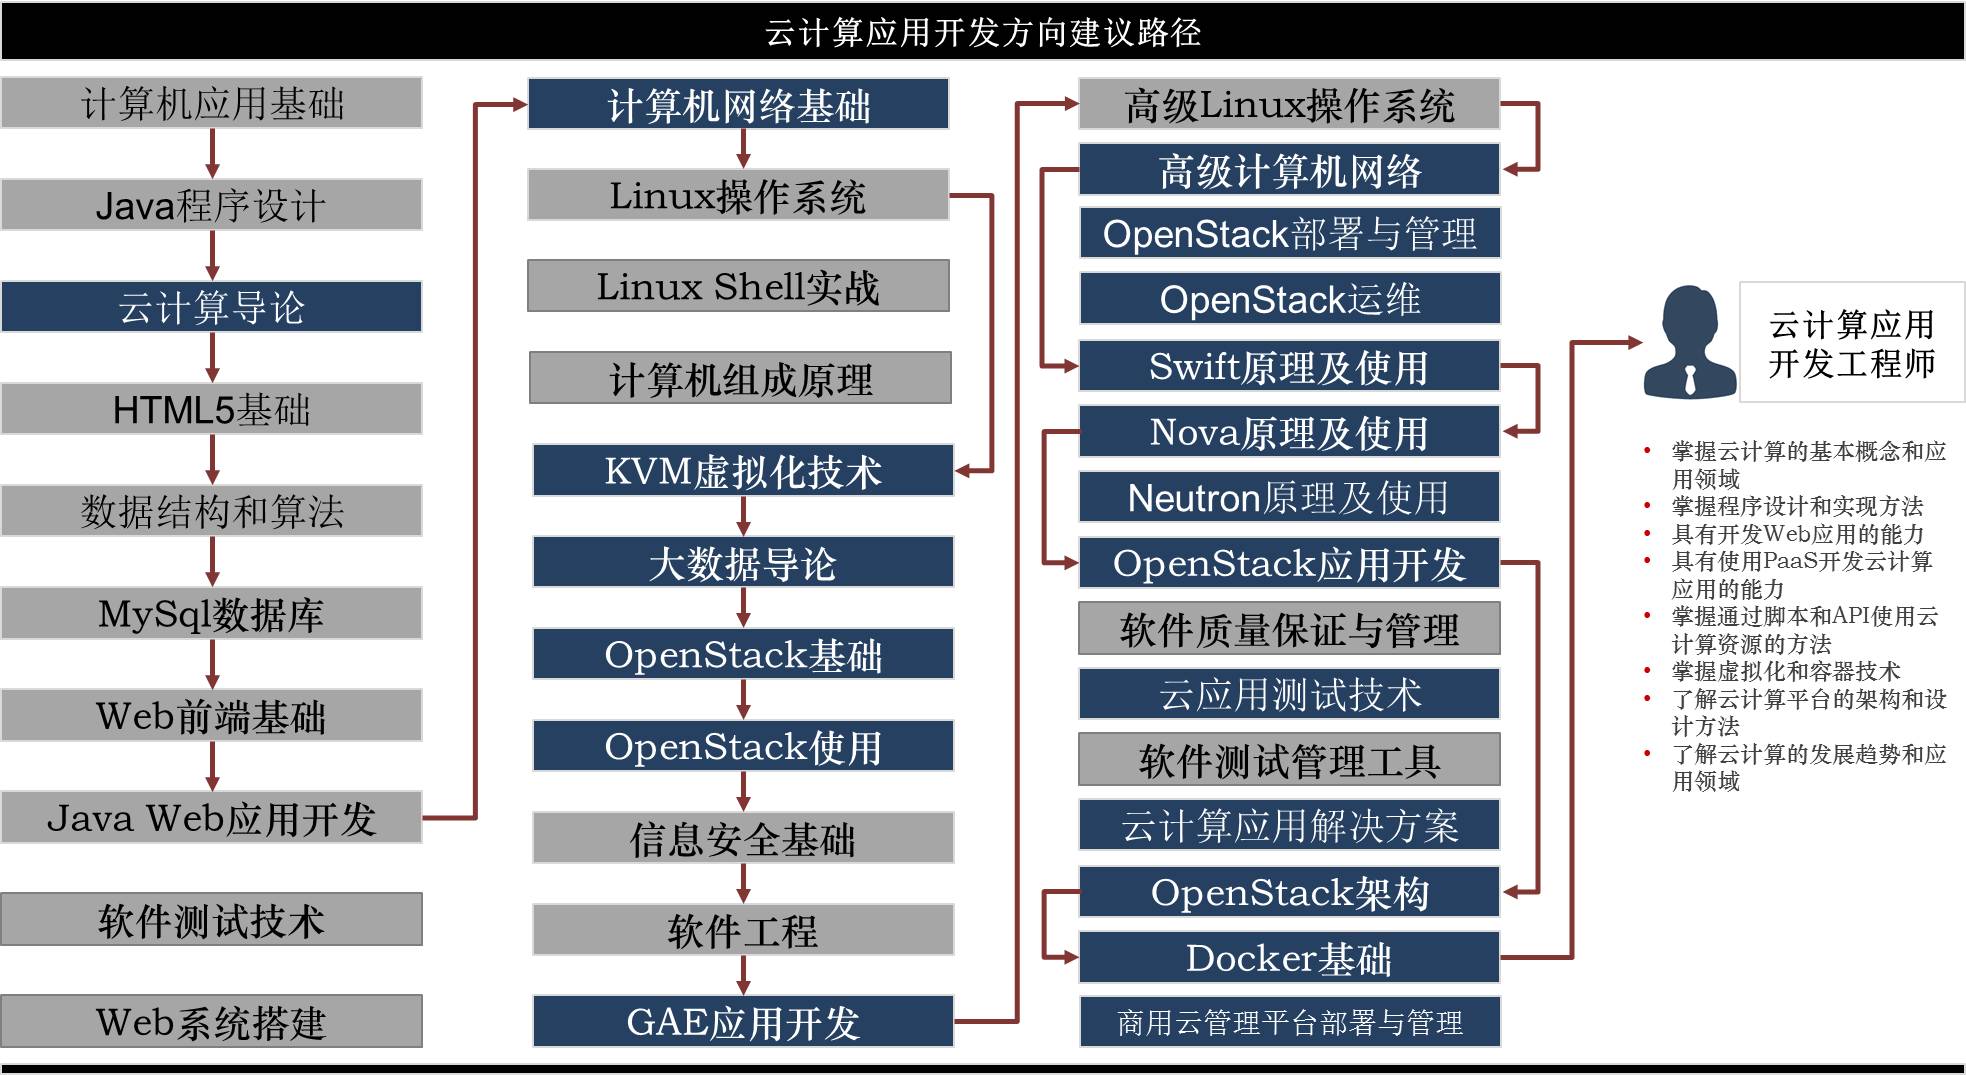 云计算应用开发方向建议路径
计算机应用基础
Java程序设计
云计算导论
HTML5基础
数据结构和算法
MySql数据库
Web前端基础
Java Web应用开发
软件测试技术
Web系统搭建
计算机网络基础
Linux操作系统
Linux Shell实战
计算机组成原理
KVM虚拟化技术
大数据导论
OpenStack基础
OpenStack使用
信息安全基础
软件工程
GAE应用开发
高级Linux操作系统
高级计算机网络
OpenStack部署与管理
OpenStack运维
Swift原理及使用
Nova原理及使用
Neutron原理及使用
OpenStack应用开发
软件质量保证与管理
云应用测试技术
软件测试管理工具
云计算应用解决方案
OpenStack架构
Docker基础
商用云管理平台部署与管理
云计算应用
开发工程师
• 掌握云计算的基本概念和应
用领域
• 掌握程序设计和实现方法
• 具有开发Web应用的能力
• 具有使用PaaS开发云计算
应用的能力
• 掌握通过脚本和API使用云
计算资源的方法
• 掌握虚拟化和容器技术
• 了解云计算平台的架构和设
计方法
• 了解云计算的发展趋势和应
用领域